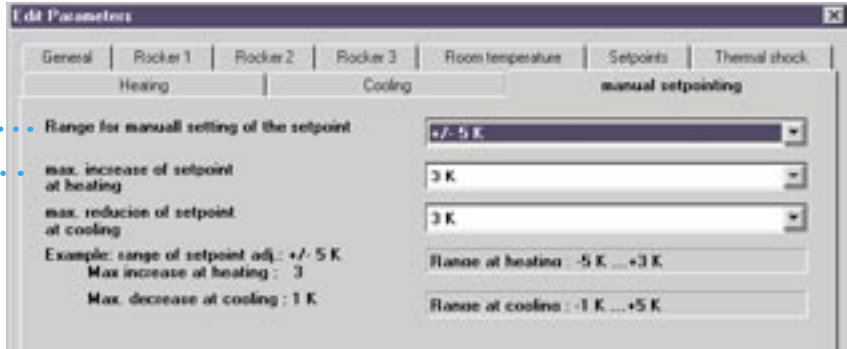 Edit Parameters
General Rocker 1 Rocker 2 Rocker 3 Room temperature Setpoints Thermal shock
Heating Cooling manual setpointing
Range for manuall setting of the setpoint +/- 5 K
max. increase of setpoint
at heating 3 K
max. reducion of setpoint
at cooling 3 K
Example: range of setpoint adj.: +/- 5 K
Max increase at heating : 3
Range at heating : -5 K ...+3 K
Max. decrease at cooling : 1 K
Range at cooling : -1 K ...+5 K